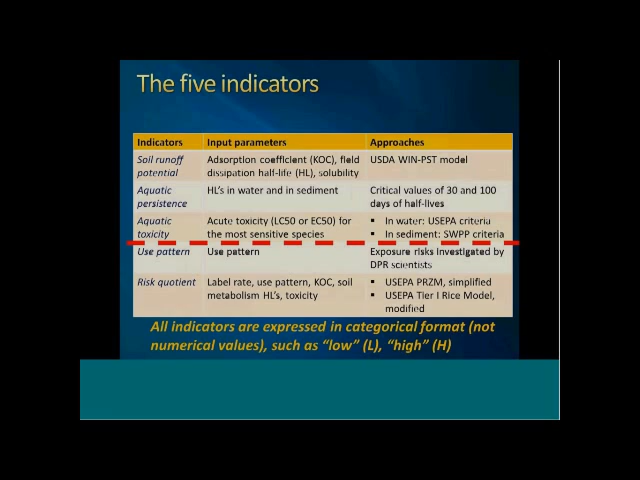 The five indicators
Indicators Input parameters Approaches
Soil runoff Adsorption coefficient (KOC), field USDA WIN-PST model
potential dissipation half-life (HL), solubility
Aquatic HL's in water and in sediment Critical values of 30 and 100
persistence days of half-lives
Aquatic Acute toxicity (LC50 or EC50) for ▪ In water: USEPA criteria
toxicity the most sensitive species ▪ In sediment: SWPP criteria
Use pattern Use pattern Exposure risks investigated by
DPR scientists
Risk quotient Label rate, use pattern, KOC, soil ▪ USEPA PRZM, simplified
metabolism HL's, toxicity ▪ USEPA Tier I Rice Model,
modified
All indicators are expressed in categorical format (not
numerical values), such as "low" (L), "high" (H)